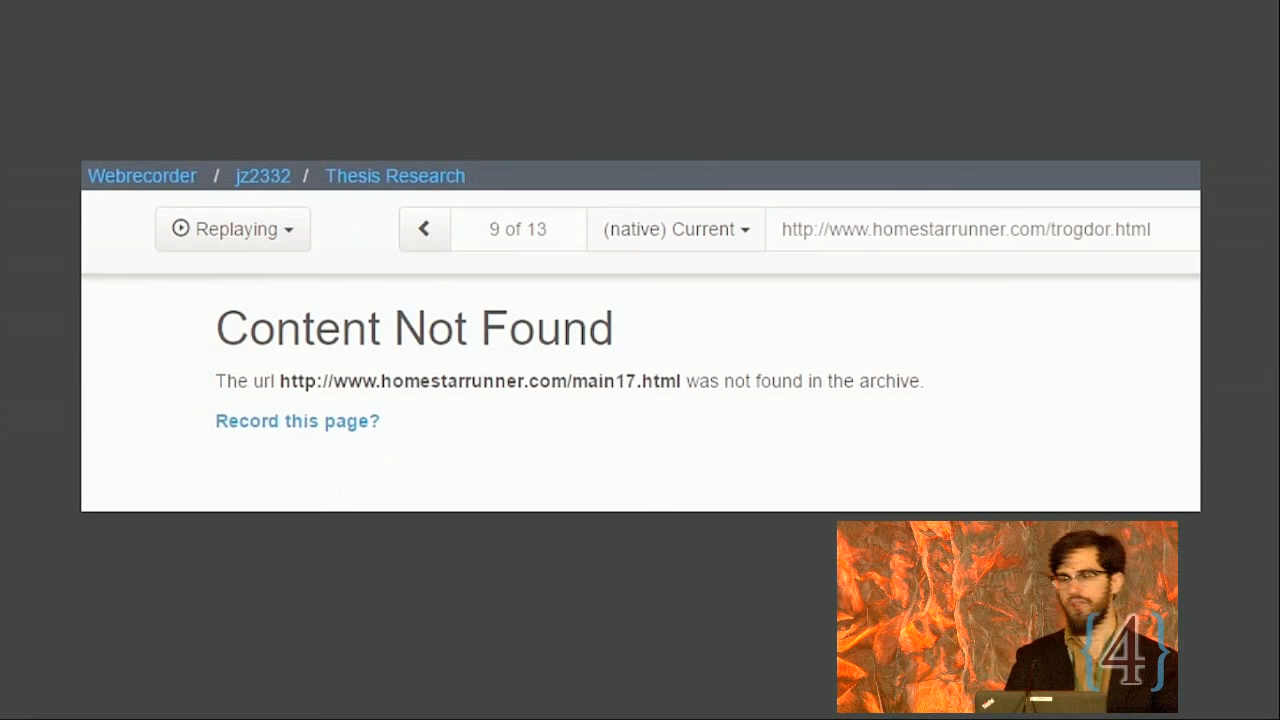 Webrecorder / jz2332 / Thesis Research
Replaying 9 of 13 (native) Current http://www.homestarrunner.com/trogdor.html
Content Not Found
The url http://www.homestarrunner.com/main17.html was not found in the archive.
Record this page?
{4}